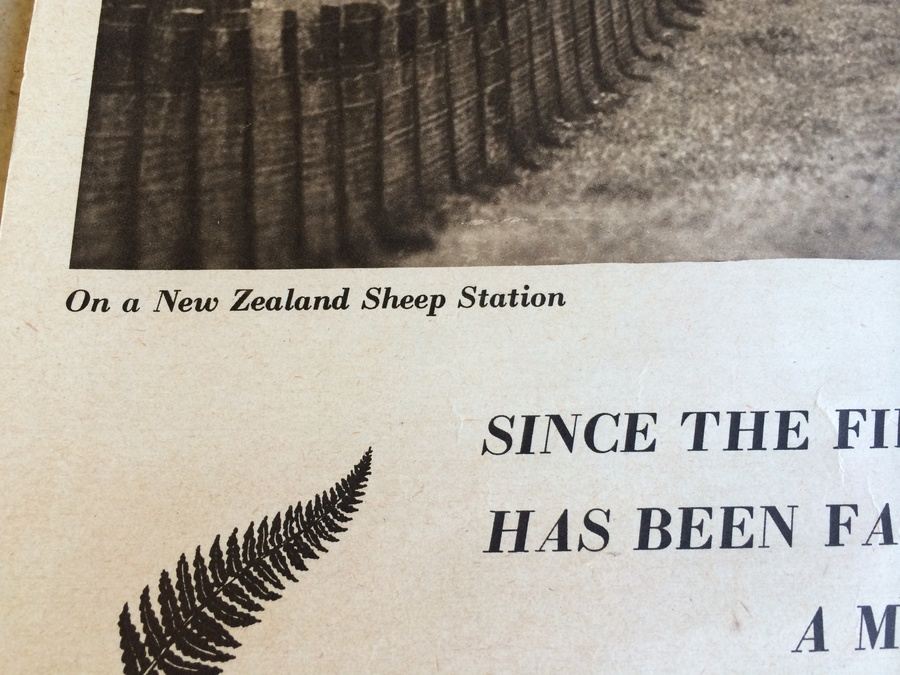 On a New Zealand Sheep Station
SINCE THE
HAS BEEN
A